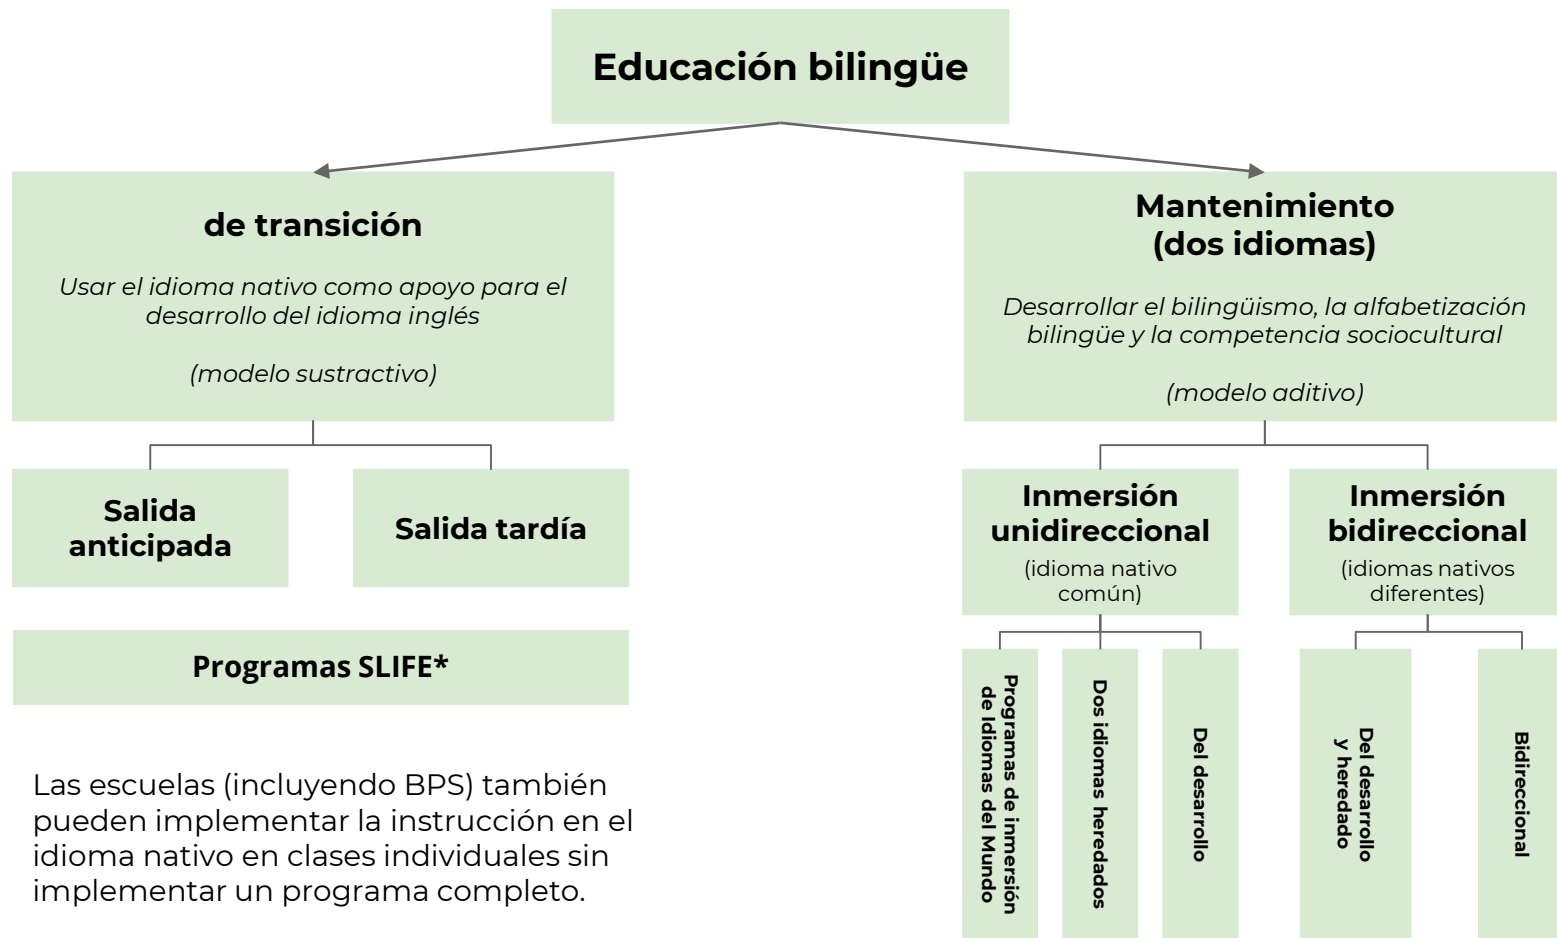 Educación bilingüe
de transición
Usar el idioma nativo como apoyo para el
desarrollo del idioma inglés
(modelo sustractivo)
Mantenimiento
(dos idiomas)
Desarrollar el bilingüismo, la alfabetización
bilingüe y la competencia sociocultural
(modelo aditivo)
Salida
anticipada
Salida tardía
Inmersión
unidireccional
(idioma nativo
común)
Inmersión
bidireccional
(idiomas nativos
diferentes)
Programas SLIFE*
Programas de inmersión
de Idiomas del Mundo
Dos idiomas heredados
Del desarrollo
Del desarrollo
y heredado
Bidireccional
Las escuelas (incluyendo BPS) también
pueden implementar la instrucción en el
idioma nativo en clases individuales sin
implementar un programa completo.